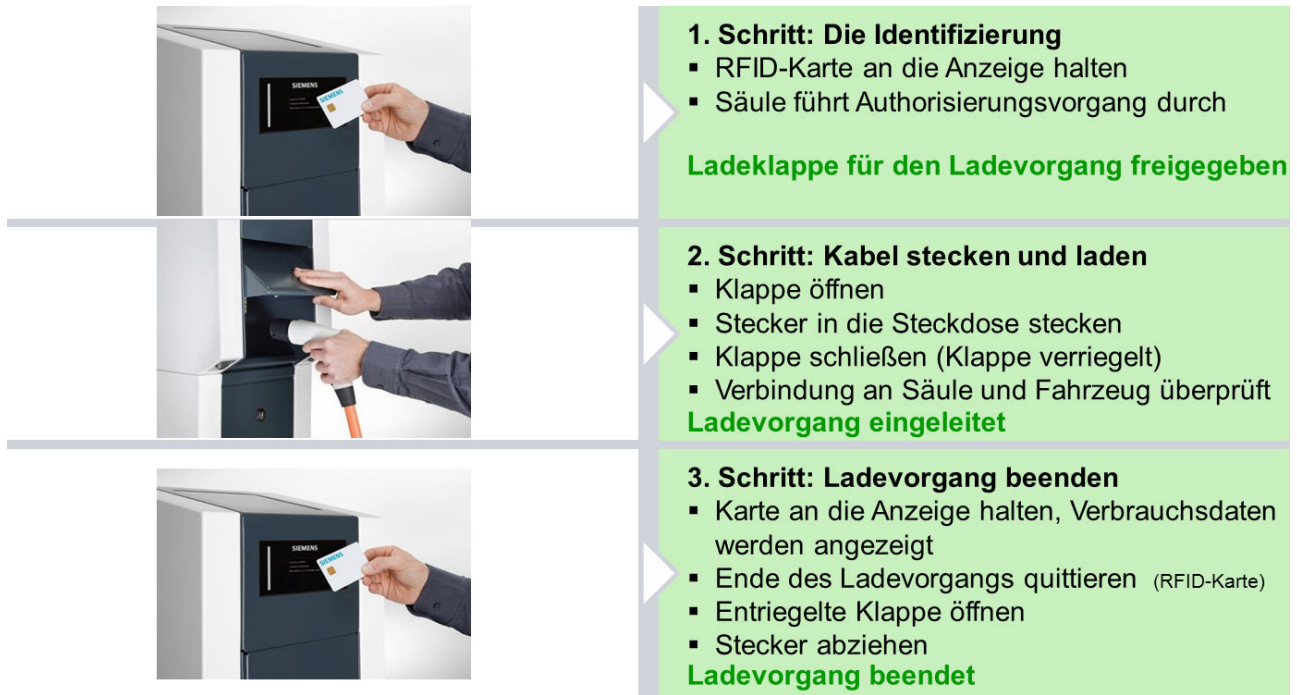 SIEMENS
SIEMENS
1. Schritt: Die Identifizierung
▪ RFID-Karte an die Anzeige halten
▪ Säule führt Authorisierungsvorgang durch
Ladeklappe für den Ladevorgang freigegeben
2. Schritt: Kabel stecken und laden
▪ Klappe öffnen
▪ Stecker in die Steckdose stecken
▪ Klappe schließen (Klappe verriegelt)
▪ Verbindung an Säule und Fahrzeug überprüft
Ladevorgang eingeleitet
SIEMENS
SIEMENS
3. Schritt: Ladevorgang beenden
▪ Karte an die Anzeige halten, Verbrauchsdaten
werden angezeigt
▪ Ende des Ladevorgangs quittieren (RFID-Karte)
▪ Entriegelte Klappe öffnen
▪ Stecker abziehen
Ladevorgang beendet